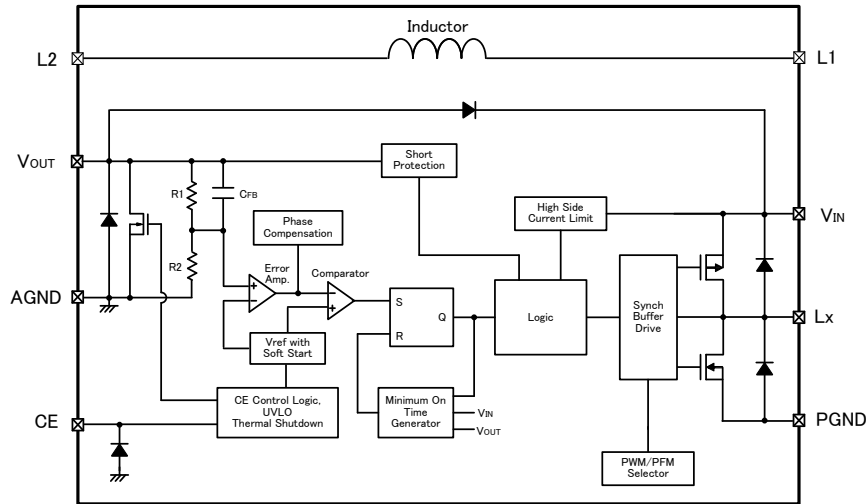 Inductor
L2
L1
VOUT
Short
Protection
R1
CFB
High Side
Current Limit
VIN
Phase
Compensation
R2
Error
Amp.
Comparator
AGND
+
−
−
+
S
R
Q
Logic
Synch
Buffer
Drive
Lx
Vref with
Soft Start
CE Control Logic,
UVLO
Thermal Shutdown
Minimum On
Time
Generator
VIN
VOUT
CE
PGND
PWM/PFM
Selector